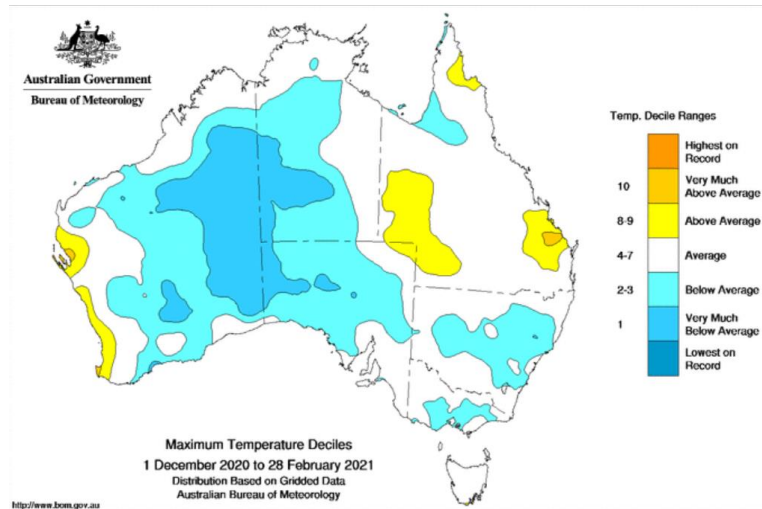 Australian Government
Bureau of Meteorology
Temp. Decile Ranges
Highest on
Record
10
Very Much
Above Average
8-9
Above Average
4-7
Average
2-3
Below Average
1
Very Much
Below Average
Lowest on
Record
Maximum Temperature Deciles
1 December 2020 to 28 February 2021
Distribution Based on Gridded Data
Australian Bureau of Meteorology
http://www.bom.gov.au